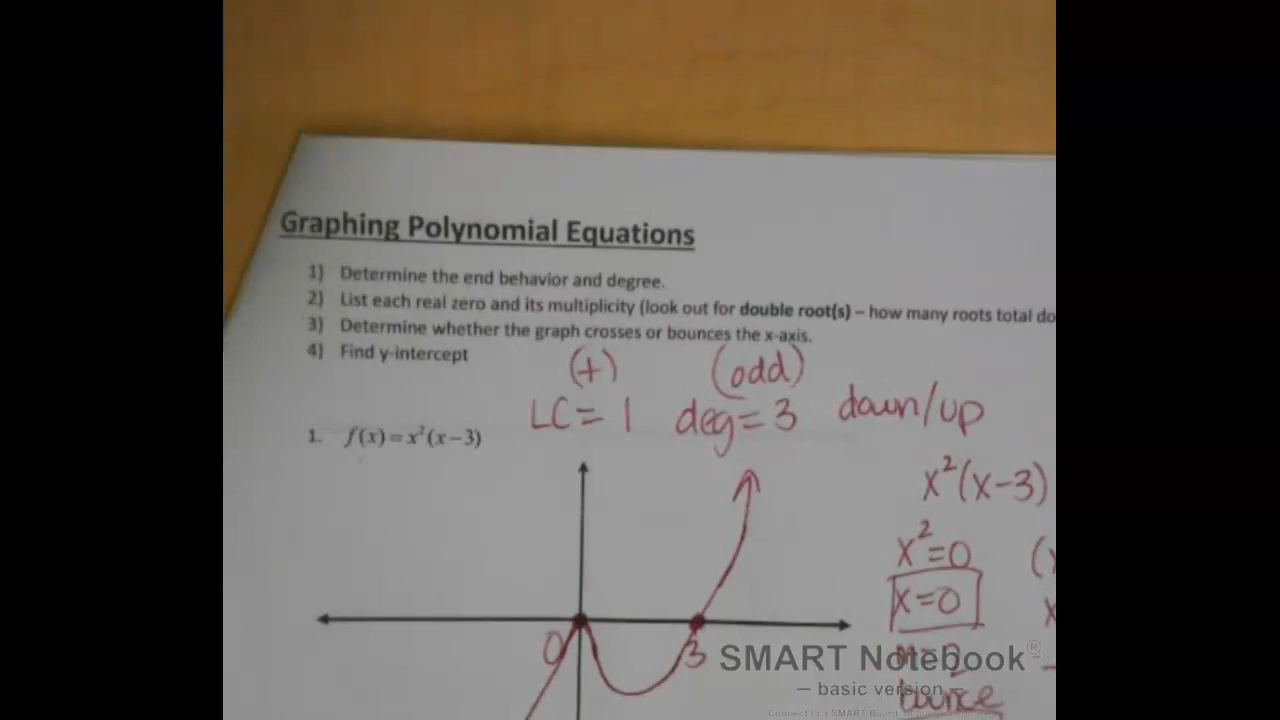 Graphing Polynomial Equations
1) Determine the end behavior and degree.
2) List each real zero and its multiplicity (look out for double root(s) – how many roots total do
3) Determine whether the graph crosses or bounces the x-axis.
4) Find y-intercept
(+) (odd)
LC = 1 deg = 3 down/up
1. f(x) = x²(x − 3)
x²(x-3)
x²=0 (x
x=0 x
0 3
SMART Notebook®
— basic version —